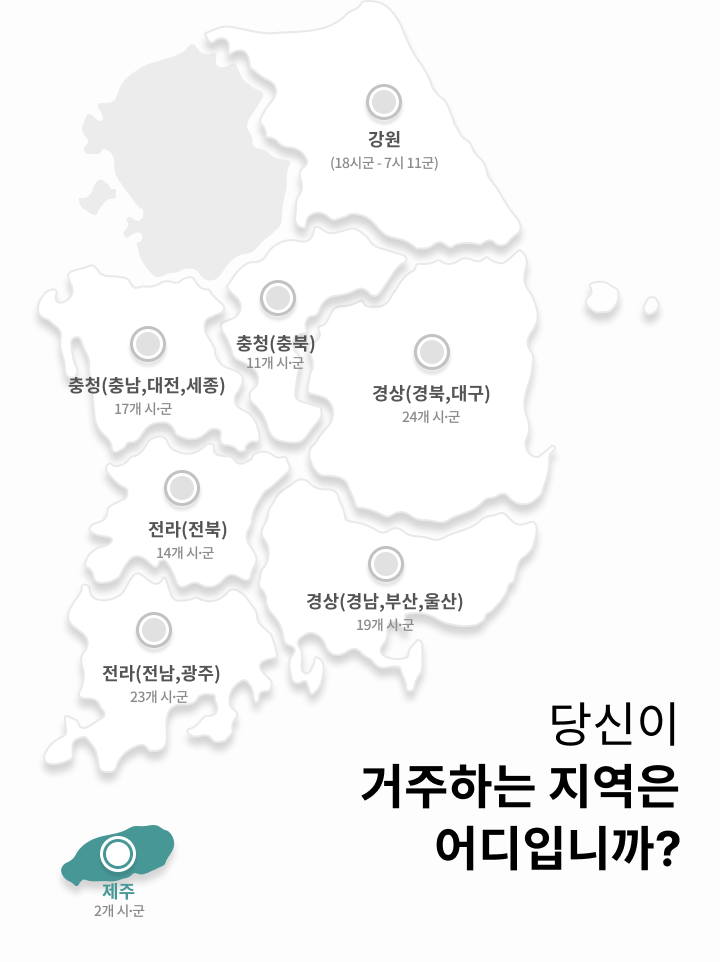 강원
(18시군 - 7시 11군)
충청(충북)
11개 시·군
충청(충남,대전,세종)
17개 시·군
경상(경북,대구)
24개 시·군
전라(전북)
14개 시·군
경상(경남,부산,울산)
19개 시·군
전라(전남,광주)
23개 시·군
당신이
거주하는 지역은
어디입니까?
제주
2개 시·군